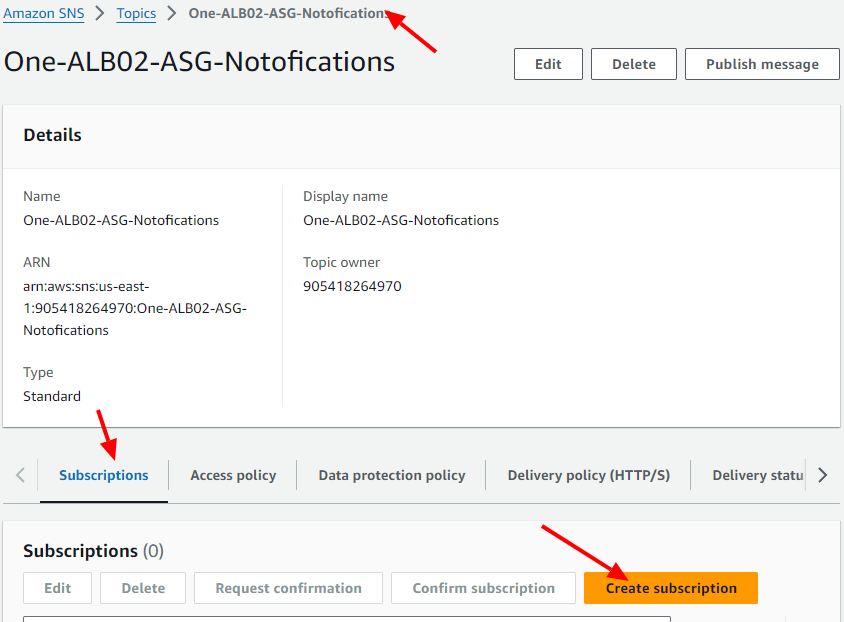 Amazon SNS > Topics > One-ALB02-ASG-Notofications
One-ALB02-ASG-Notofications
Edit
Delete
Publish message
Details
Name
One-ALB02-ASG-Notofications
Display name
One-ALB02-ASG-Notofications
ARN
arn:aws:sns:us-east-
1:905418264970:One-ALB02-ASG-
Notofications
Topic owner
905418264970
Type
Standard
Subscriptions
Access policy
Data protection policy
Delivery policy (HTTP/S)
Delivery statu
Subscriptions (0)
Edit
Delete
Request confirmation
Confirm subscription
Create subscription